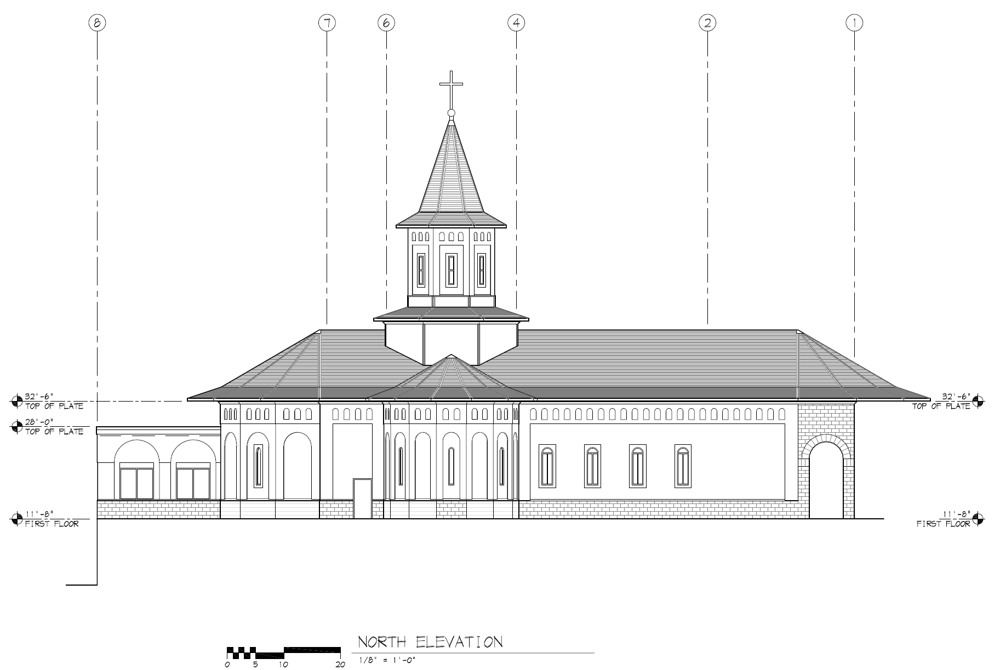 8 7 6 4 2 1
32'-6"
TOP OF PLATE
28'-0"
TOP OF PLATE
11'-8"
FIRST FLOOR
32'-6"
TOP OF PLATE
11'-8"
FIRST FLOOR
NORTH ELEVATION
1/8" = 1'-0"
0 5 10 20